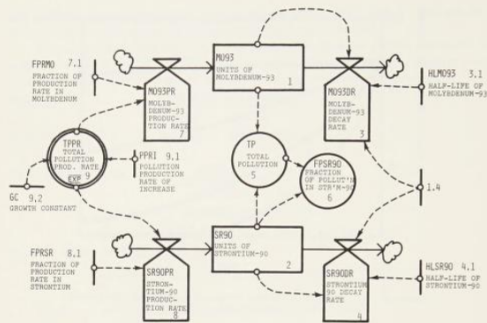 FPRMO 7.1
FRACTION OF
PRODUCTION
RATE IN
MOLYBDENUM
MO93
UNITS OF
MOLYBDENUM-93
1
HLMO93 3.1
HALF-LIFE OF
MOLYBDENUM-93
MO93PR
MOLYB-
DENUM-93
PRODUC-
TION RATE
7
MO93DR
MOLYB-
DENUM-93
DECAY
RATE
3
TPPR
TOTAL
POLLUTION
PROD. RATE
EXP 9
PPRI 9.1
POLLUTION
PRODUCTION
RATE OF
INCREASE
TP
TOTAL
POLLUTION
5
FPSR90
FRACTION
OF POLLUT'N
IN STR'M-90
6
GC 9.2
GROWTH CONSTANT
1.4
FPRSR 8.1
FRACTION OF
PRODUCTION
RATE IN
STRONTIUM
SR90
UNITS OF
STRONTIUM-90
2
HLSR90 4.1
HALF-LIFE OF
STRONTIUM-90
SR90PR
STRON-
TIUM-90
PRODUC-
TION RATE
8
SR90DR
STRONTIUM
90 DECAY
RATE
4